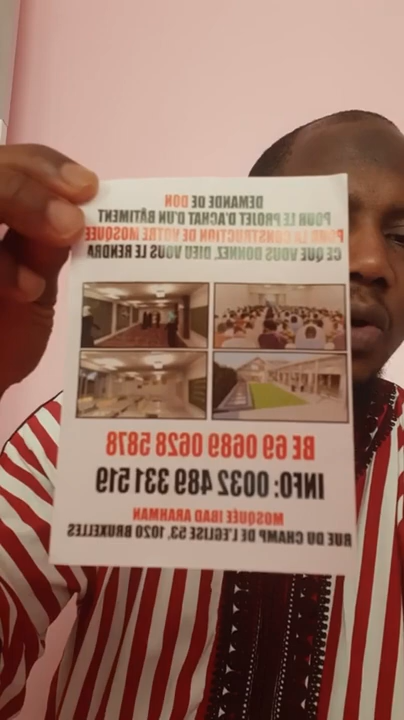 DEMANDE DE DON
POUR LE PROJET D'ACHAT D'UN BÂTIMENT
POUR LA CONSTRUCTION DE VOTRE MOSQUÉE
CE QUE VOUS DONNEZ, DIEU VOUS LE RENDRA
BE 69 0689 0628 5878
INFO: 0032 489 331 519
MOSQUÉE IBAD ARAHMAN
RUE DU CHAMP DE L'EGLISE 53, 1020 BRUXELLES